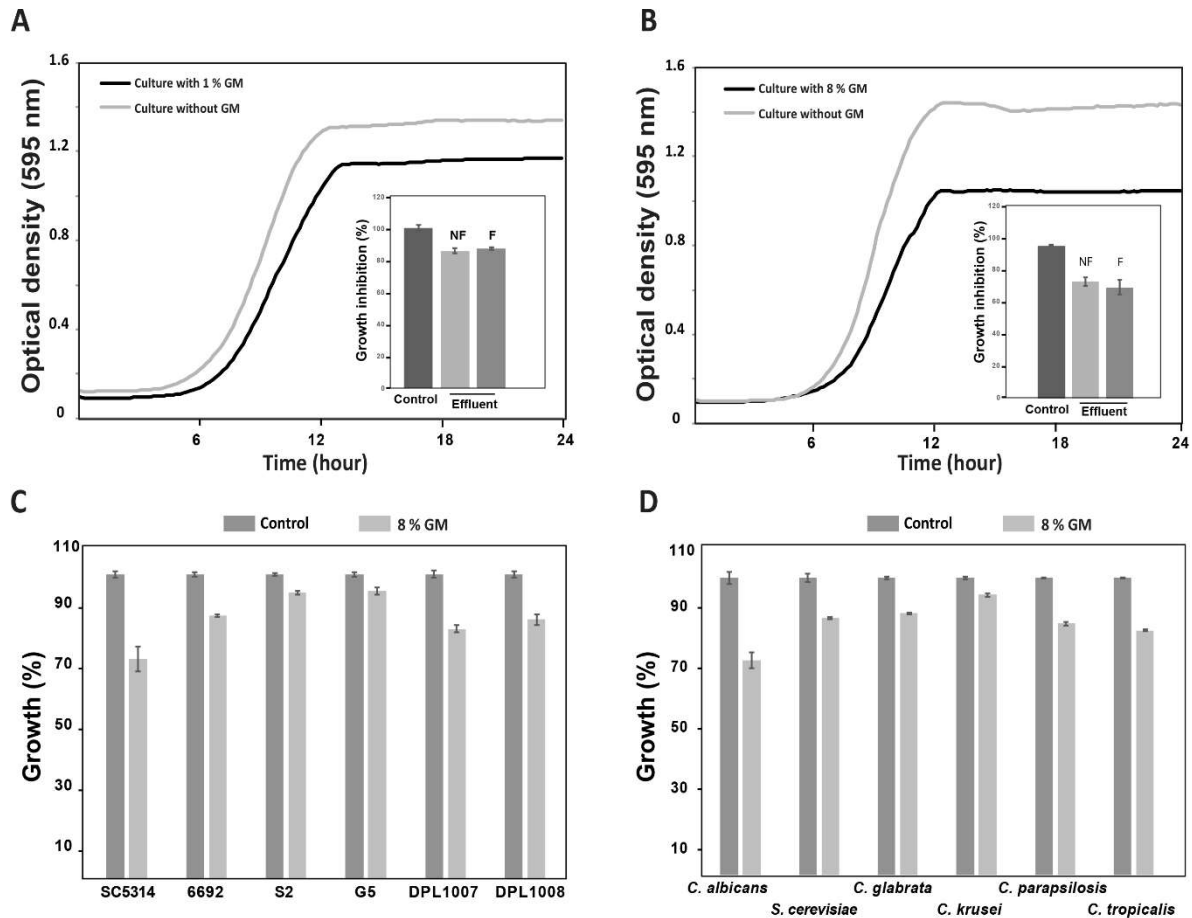 A
1.6
1.2
0.8
0.4
0
Optical density (595 nm)
Culture with 1 % GM
Culture without GM
120
100
80
60
40
20
0
Growth inhibition (%)
NF F
Control Effluent
6 12 18 24
Time (hour)
B
1.6
1.2
0.8
0.4
0
Optical density (595 nm)
Culture with 8 % GM
Culture without GM
120
100
80
60
40
20
0
Growth inhibition (%)
NF F
Control Effluent
6 12 18 24
Time (hour)
C
Control 8 % GM
110
90
70
50
30
10
Growth (%)
SC5314 6692 S2 G5 DPL1007 DPL1008
D
Control 8 % GM
110
90
70
50
30
10
Growth (%)
C. albicans C. glabrata C. parapsilosis
S. cerevisiae C. krusei C. tropicalis